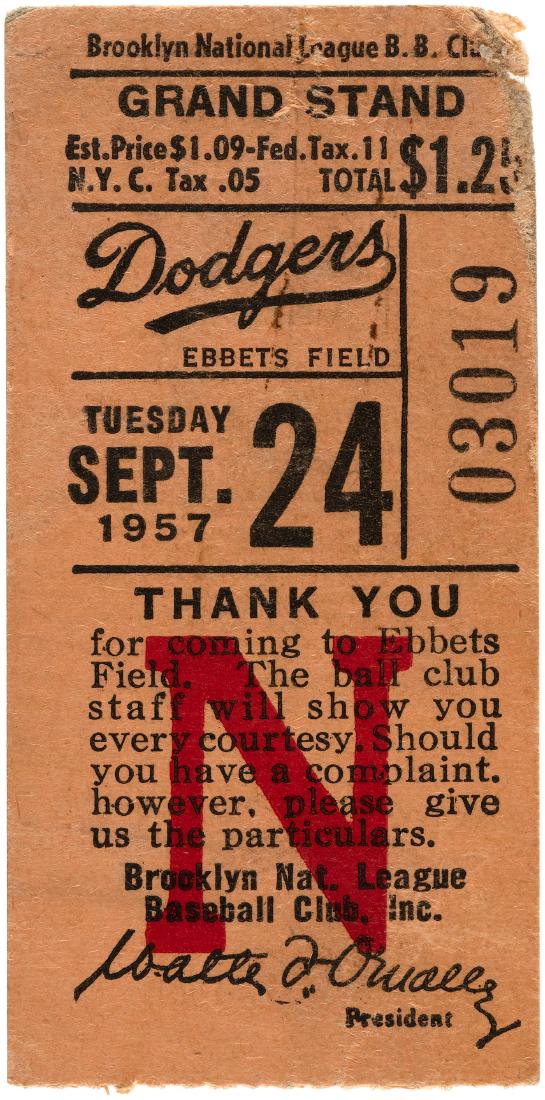 Brooklyn National League B. B. Club
GRAND STAND
Est.Price $1.09-Fed.Tax.11
N.Y.C. Tax .05 TOTAL $1.25
Dodgers
EBBETS FIELD
03019
TUESDAY
SEPT. 24
1957
THANK YOU
for coming to Ebbets
Field. The ball club
staff will show you
every courtesy. Should
you have a complaint.
however, please give
us the particulars.
N
Brooklyn Nat. League
Baseball Club, Inc.
Walter F O'Malley
President